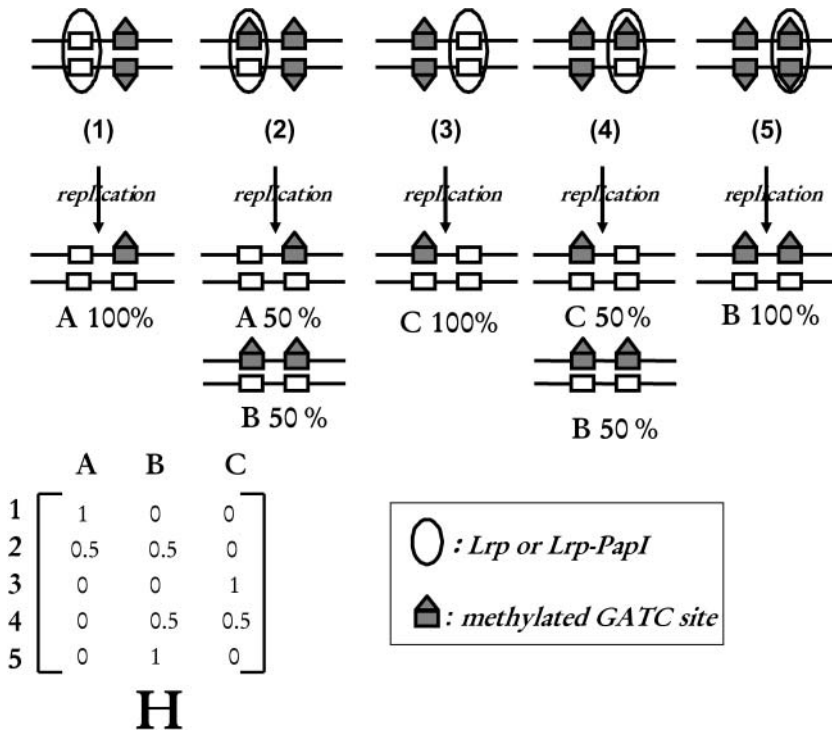 (1) (2) (3) (4) (5)
replication replication replication replication replication
A 100% A 50% C 100% C 50% B 100%
B 50% B 50%
A B C
1 1 0 0
2 0.5 0.5 0
3 0 0 1
4 0 0.5 0.5
5 0 1 0
H
: Lrp or Lrp-PapI
: methylated GATC site